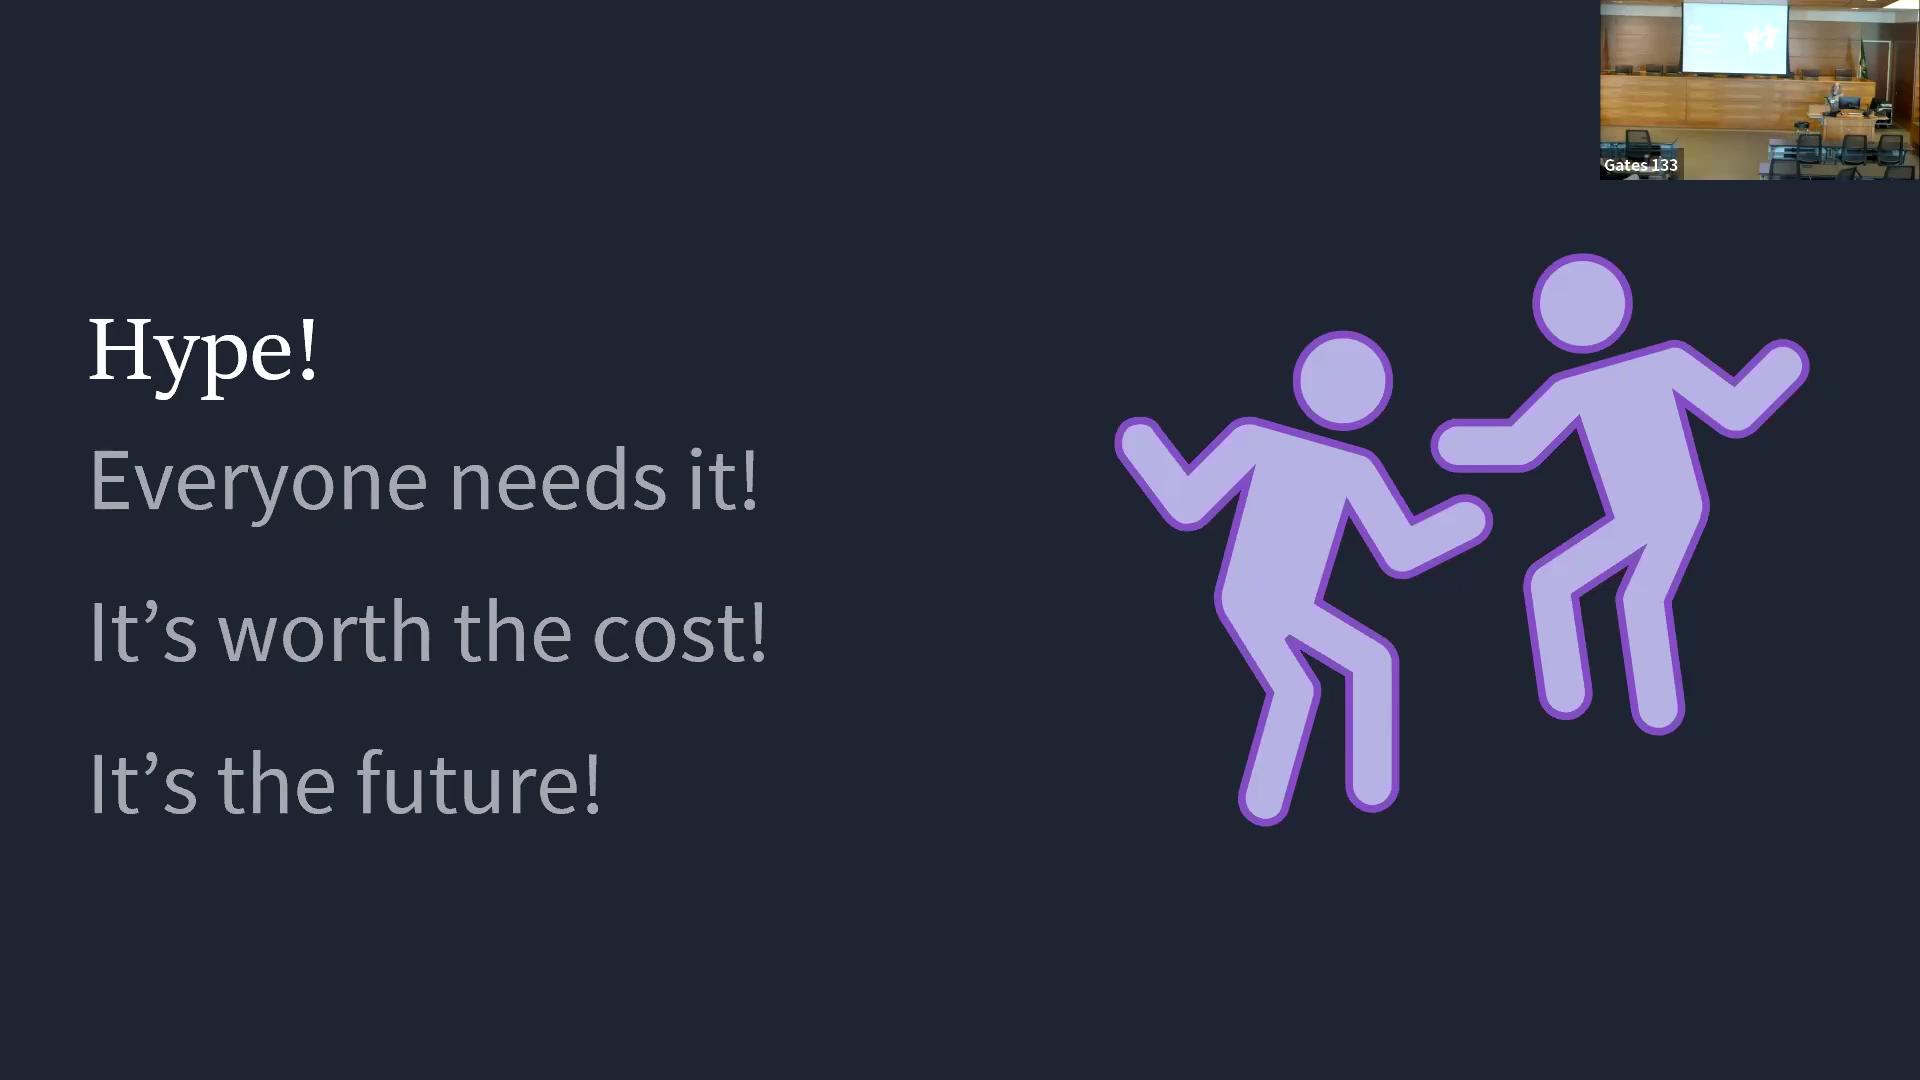 Gates 133
Hype!
Everyone needs it!
It’s worth the cost!
It’s the future!